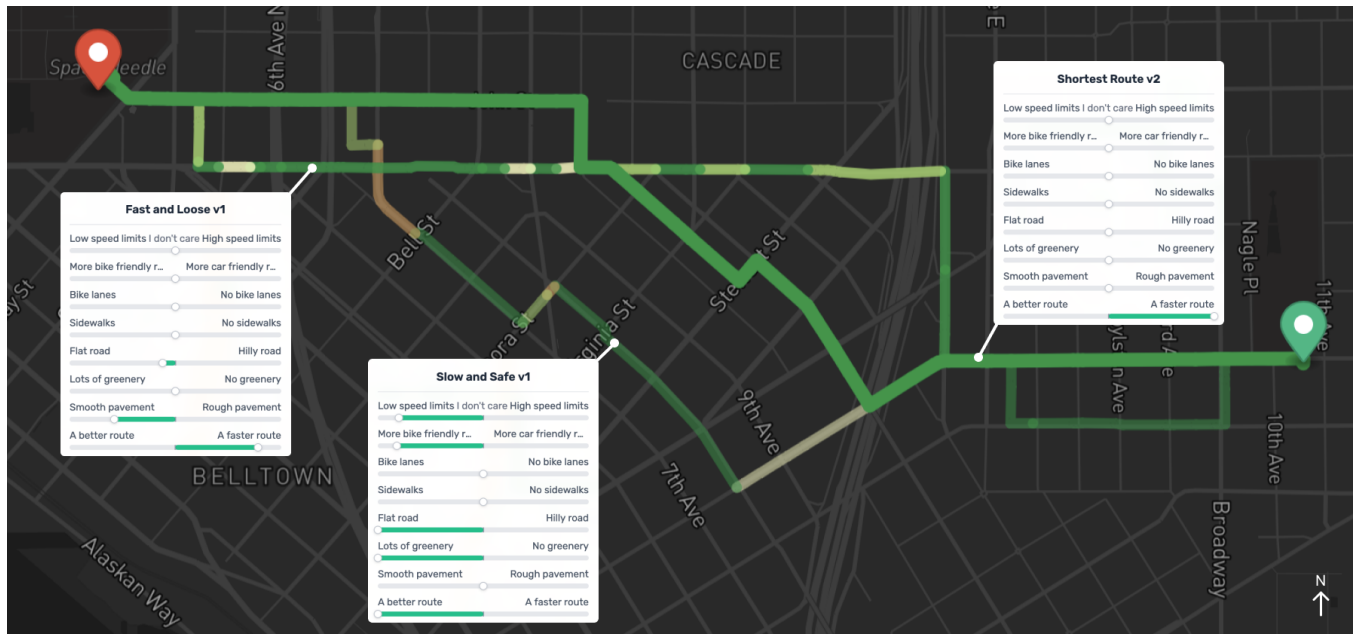 6th Ave N
E
Space Needle
CASCADE
Shortest Route v2
Low speed limits I don't care High speed limits
More bike friendly r... More car friendly r...
Bike lanes No bike lanes
Sidewalks No sidewalks
Flat road Hilly road
Lots of greenery No greenery
Smooth pavement Rough pavement
A better route A faster route
Fast and Loose v1
Low speed limits I don't care High speed limits
More bike friendly r... More car friendly r...
Bike lanes No bike lanes
Sidewalks No sidewalks
Flat road Hilly road
Lots of greenery No greenery
Smooth pavement Rough pavement
A better route A faster route
Bell St
Nagle Pl
11th Ave
9th Ave
7th Ave
10th Ave
Broadway
BELLTOWN
Alaskan Way
Slow and Safe v1
Low speed limits I don't care High speed limits
More bike friendly r... More car friendly r...
Bike lanes No bike lanes
Sidewalks No sidewalks
Flat road Hilly road
Lots of greenery No greenery
Smooth pavement Rough pavement
A better route A faster route
N